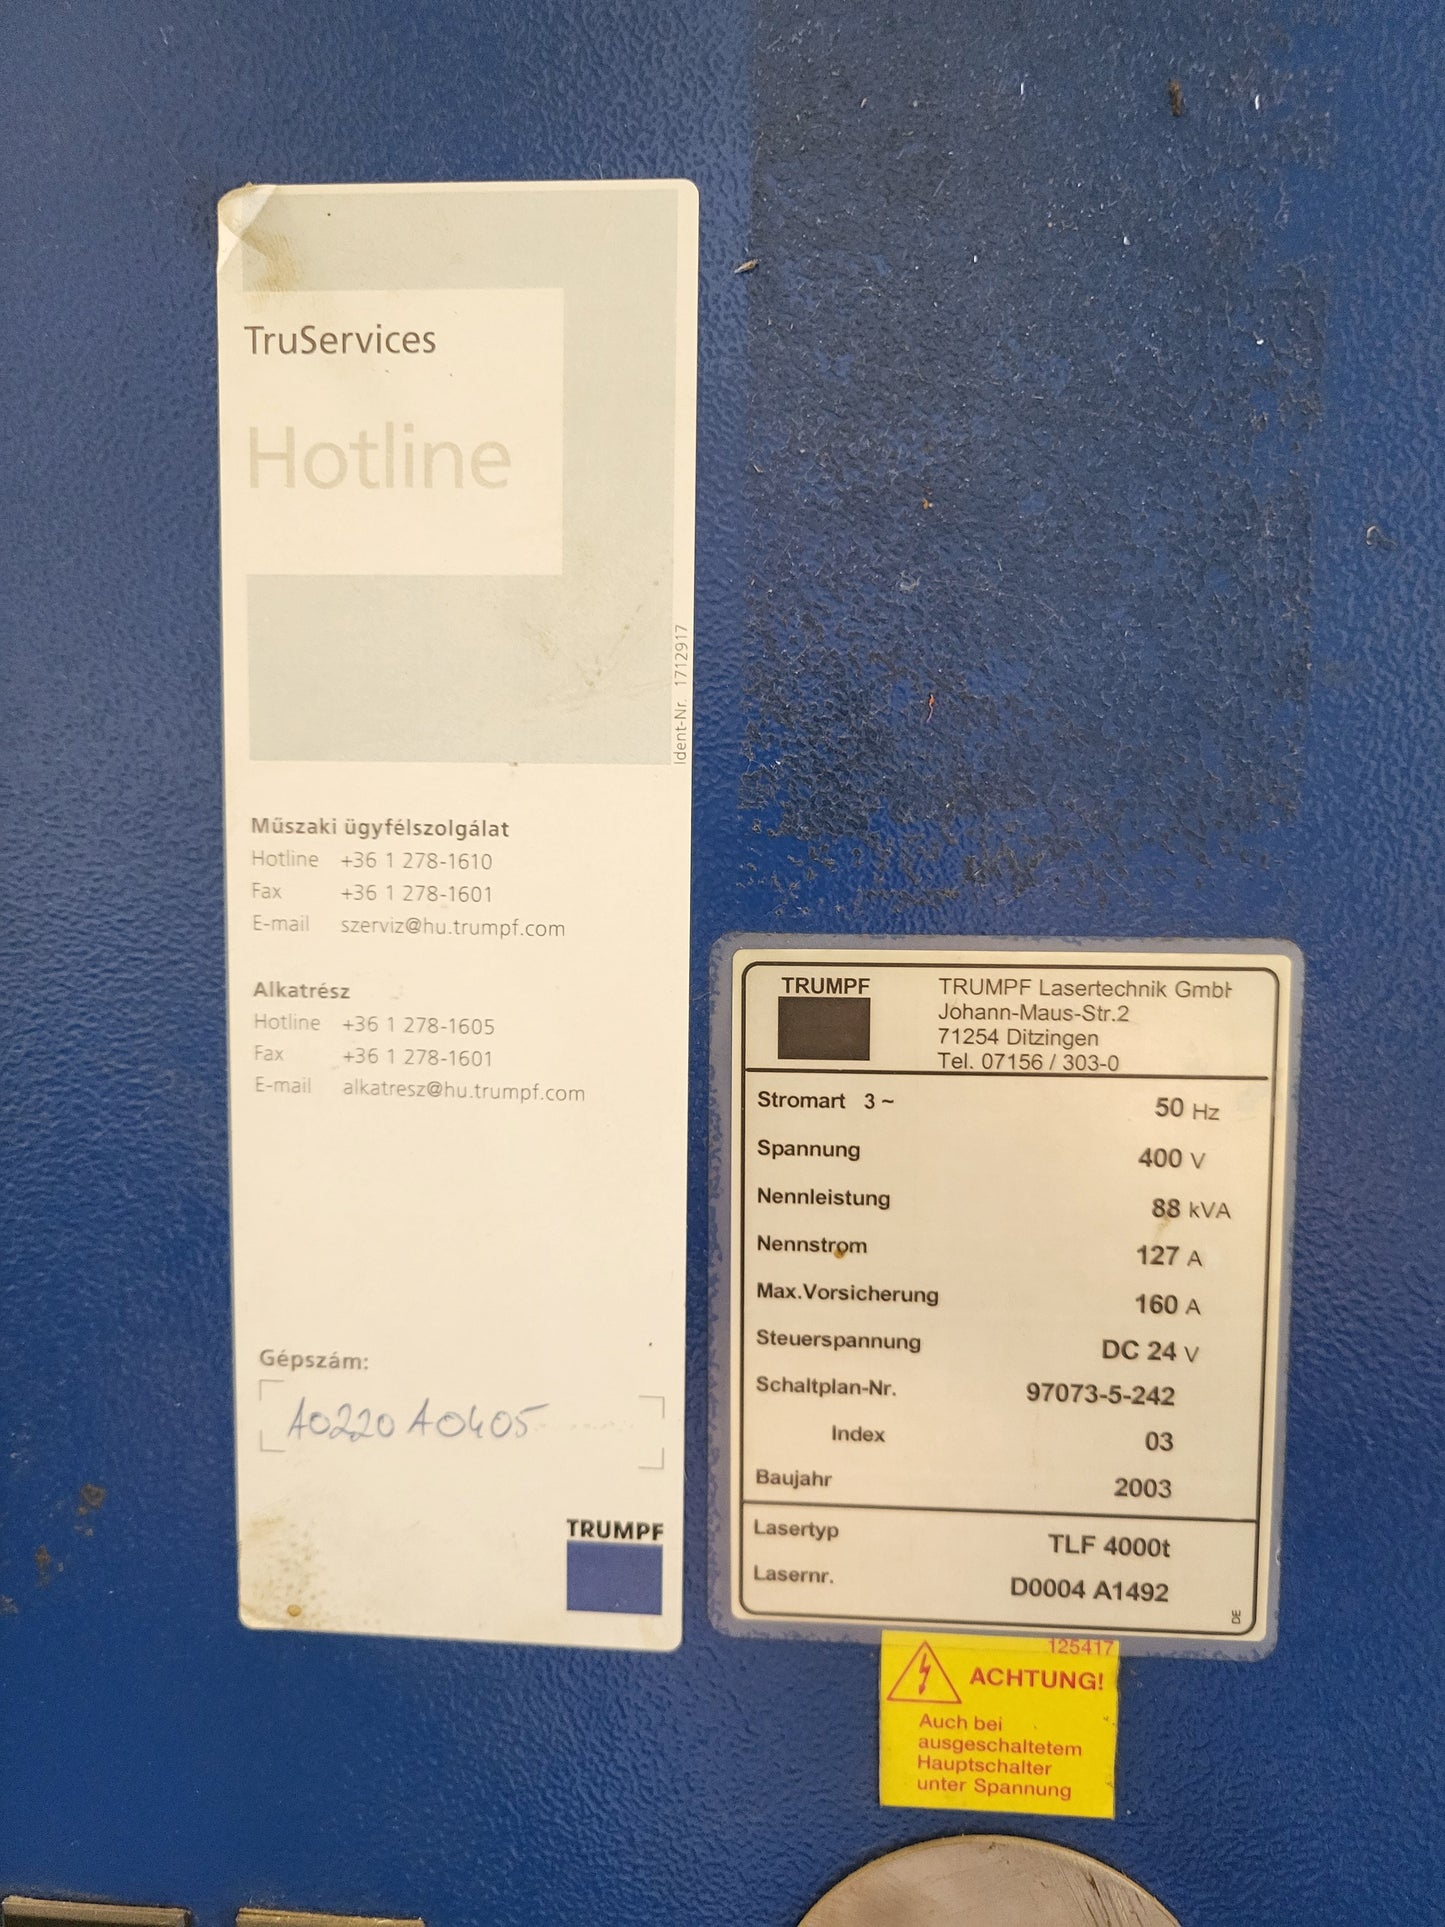 TruServices
Hotline
Ident-Nr. 1712917
Műszaki ügyfélszolgálat
Hotline +36 1 278-1610
Fax +36 1 278-1601
E-mail szerviz@hu.trumpf.com
Alkatrész
Hotline +36 1 278-1605
Fax +36 1 278-1601
E-mail alkatresz@hu.trumpf.com
Gépszám:
A0220A0405
TRUMPF
TRUMPF
TRUMPF Lasertechnik GmbH
Johann-Maus-Str.2
71254 Ditzingen
Tel. 07156 / 303-0
Stromart 3 ~ 50 Hz
Spannung 400 V
Nennleistung 88 kVA
Nennstrom 127 A
Max.Vorsicherung 160 A
Steuerspannung DC 24 V
Schaltplan-Nr. 97073-5-242
Index 03
Baujahr 2003
Lasertyp TLF 4000t
Lasernr. D0004 A1492
DE
125417
ACHTUNG!
Auch bei
ausgeschaltetem
Hauptschalter
unter Spannung